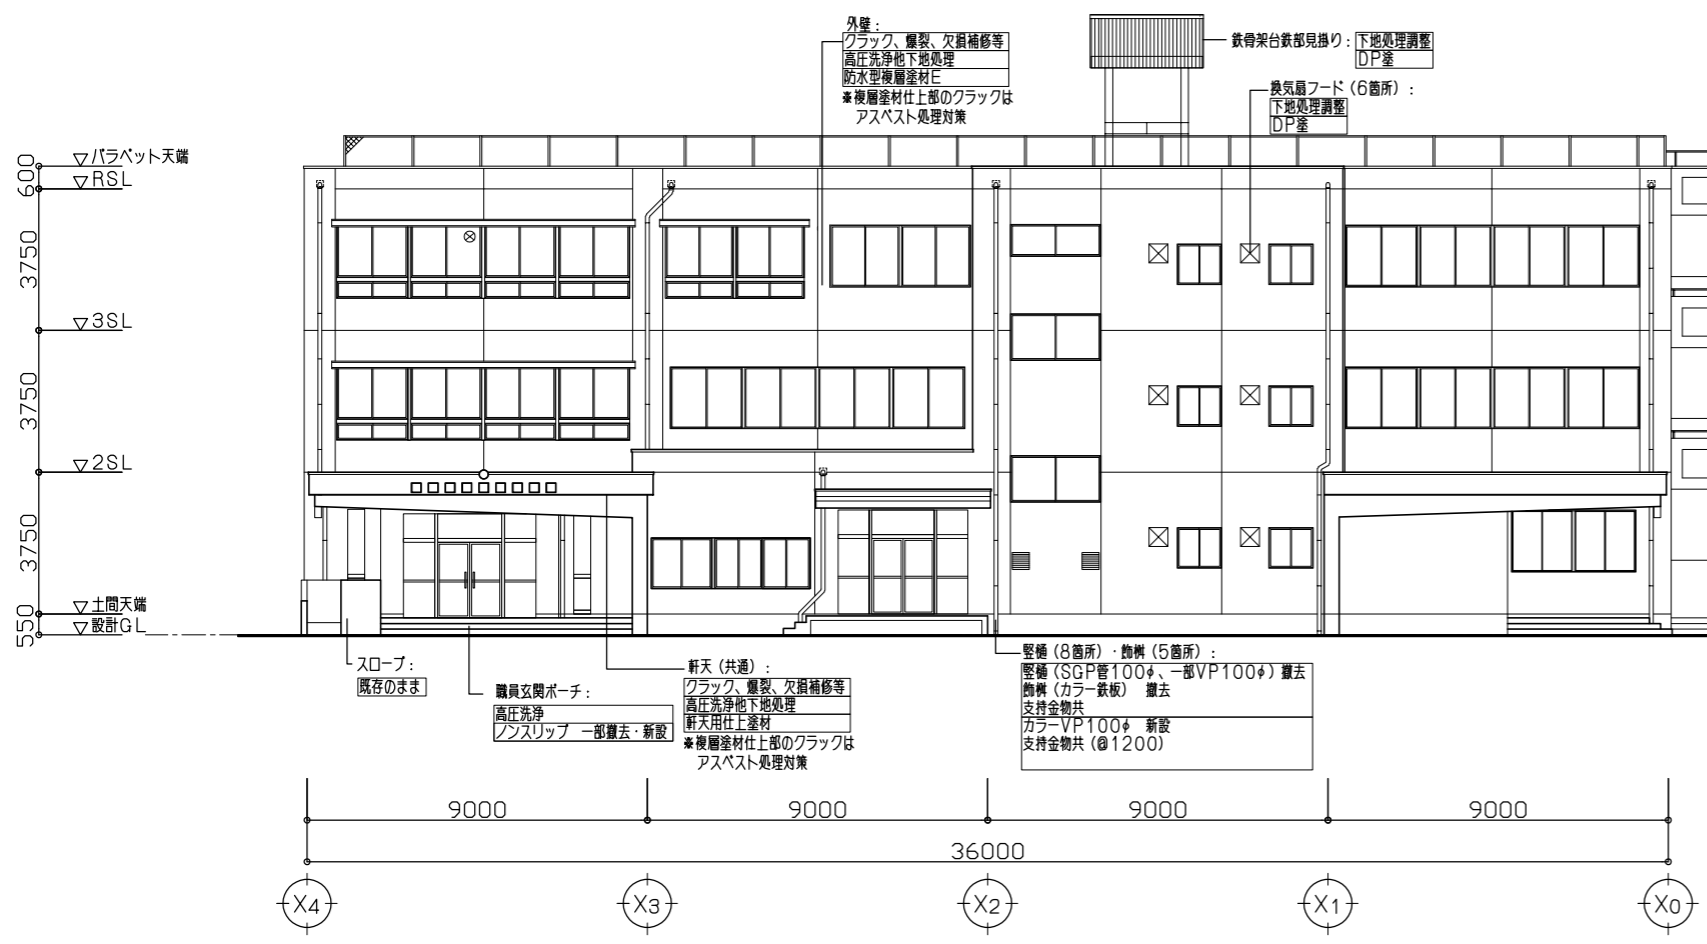 外壁：
クラック、爆裂、欠損補修等
高圧洗浄他下地処理
防水型複層塗材E
※複層塗材仕上部のクラックは
アスベスト処理対策
鉄骨架台鉄部見掛り：
下地処理調整
DP塗
換気扇フード（6箇所）：
下地処理調整
DP塗
▽パラペット天端
600
▽RSL
3750
▽3SL
3750
▽2SL
3750
▽土間天端
550
▽設計GL
スロープ：
既存のまま
職員玄関ポーチ：
高圧洗浄
ノンスリップ　一部撤去・新設
軒天（共通）：
クラック、爆裂、欠損補修等
高圧洗浄他下地処理
軒天用仕上塗材
※複層塗材仕上部のクラックは
アスベスト処理対策
竪樋（8箇所）・飾桝（5箇所）：
竪樋（SGP管100φ、一部VP100φ）撤去
飾桝（カラー鉄板）　撤去
支持金物共
カラーVP100φ　新設
支持金物共（@1200）
9000 9000 9000 9000
36000
X4 X3 X2 X1 X0